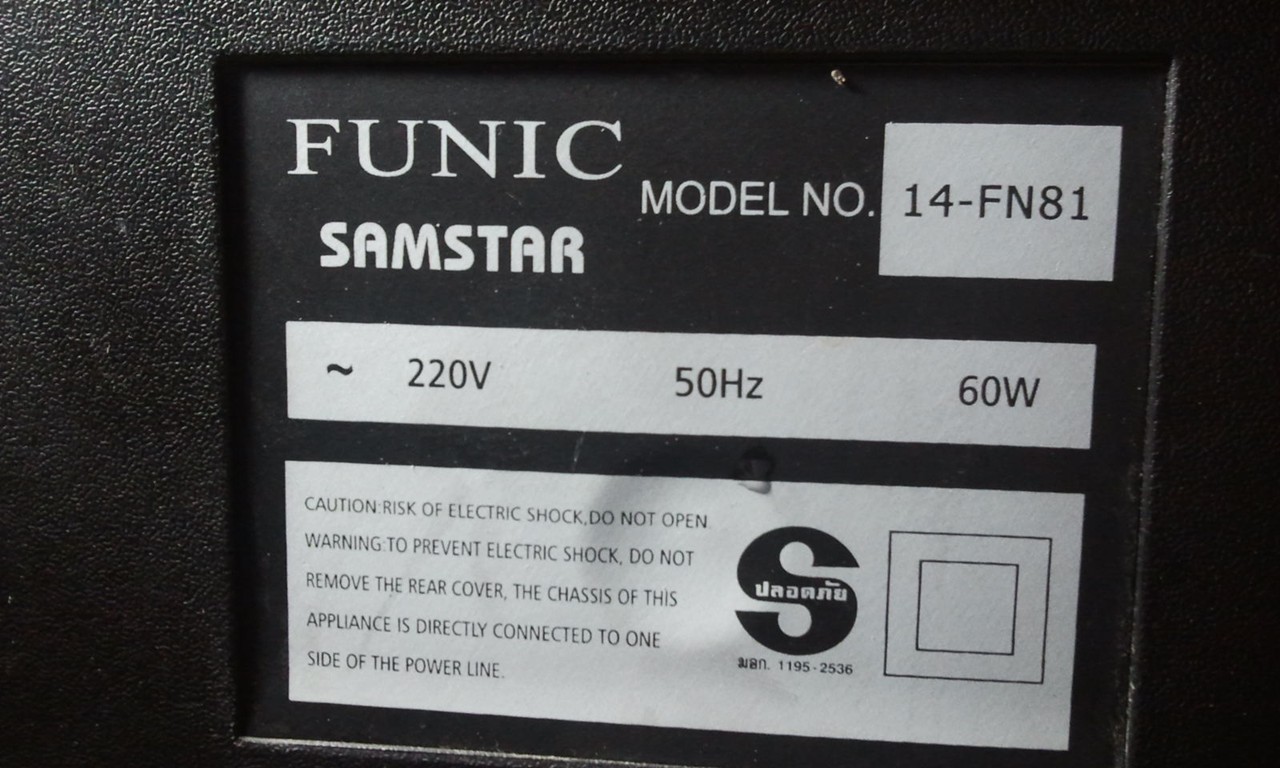 FUNIC
SAMSTAR
MODEL NO. 14-FN81
~ 220V 50Hz 60W
CAUTION:RISK OF ELECTRIC SHOCK,DO NOT OPEN.
WARNING:TO PREVENT ELECTRIC SHOCK, DO NOT
REMOVE THE REAR COVER, THE CHASSIS OF THIS
APPLIANCE IS DIRECTLY CONNECTED TO ONE
SIDE OF THE POWER LINE.
ปลอดภัย
มอก. 1195-2536